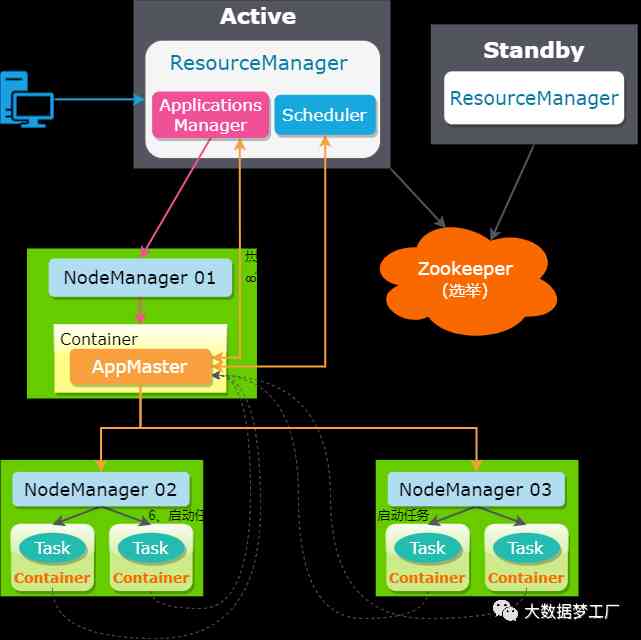 Active
ResourceManager
Applications
Manager
Scheduler
Standby
ResourceManager
Zookeeper
(选举)
NodeManager 01
8
Container
AppMaster
NodeManager 02
6、启动任
Task
Container
Task
Container
NodeManager 03
启动任务
Task
Container
Task
Container
大数据梦工厂